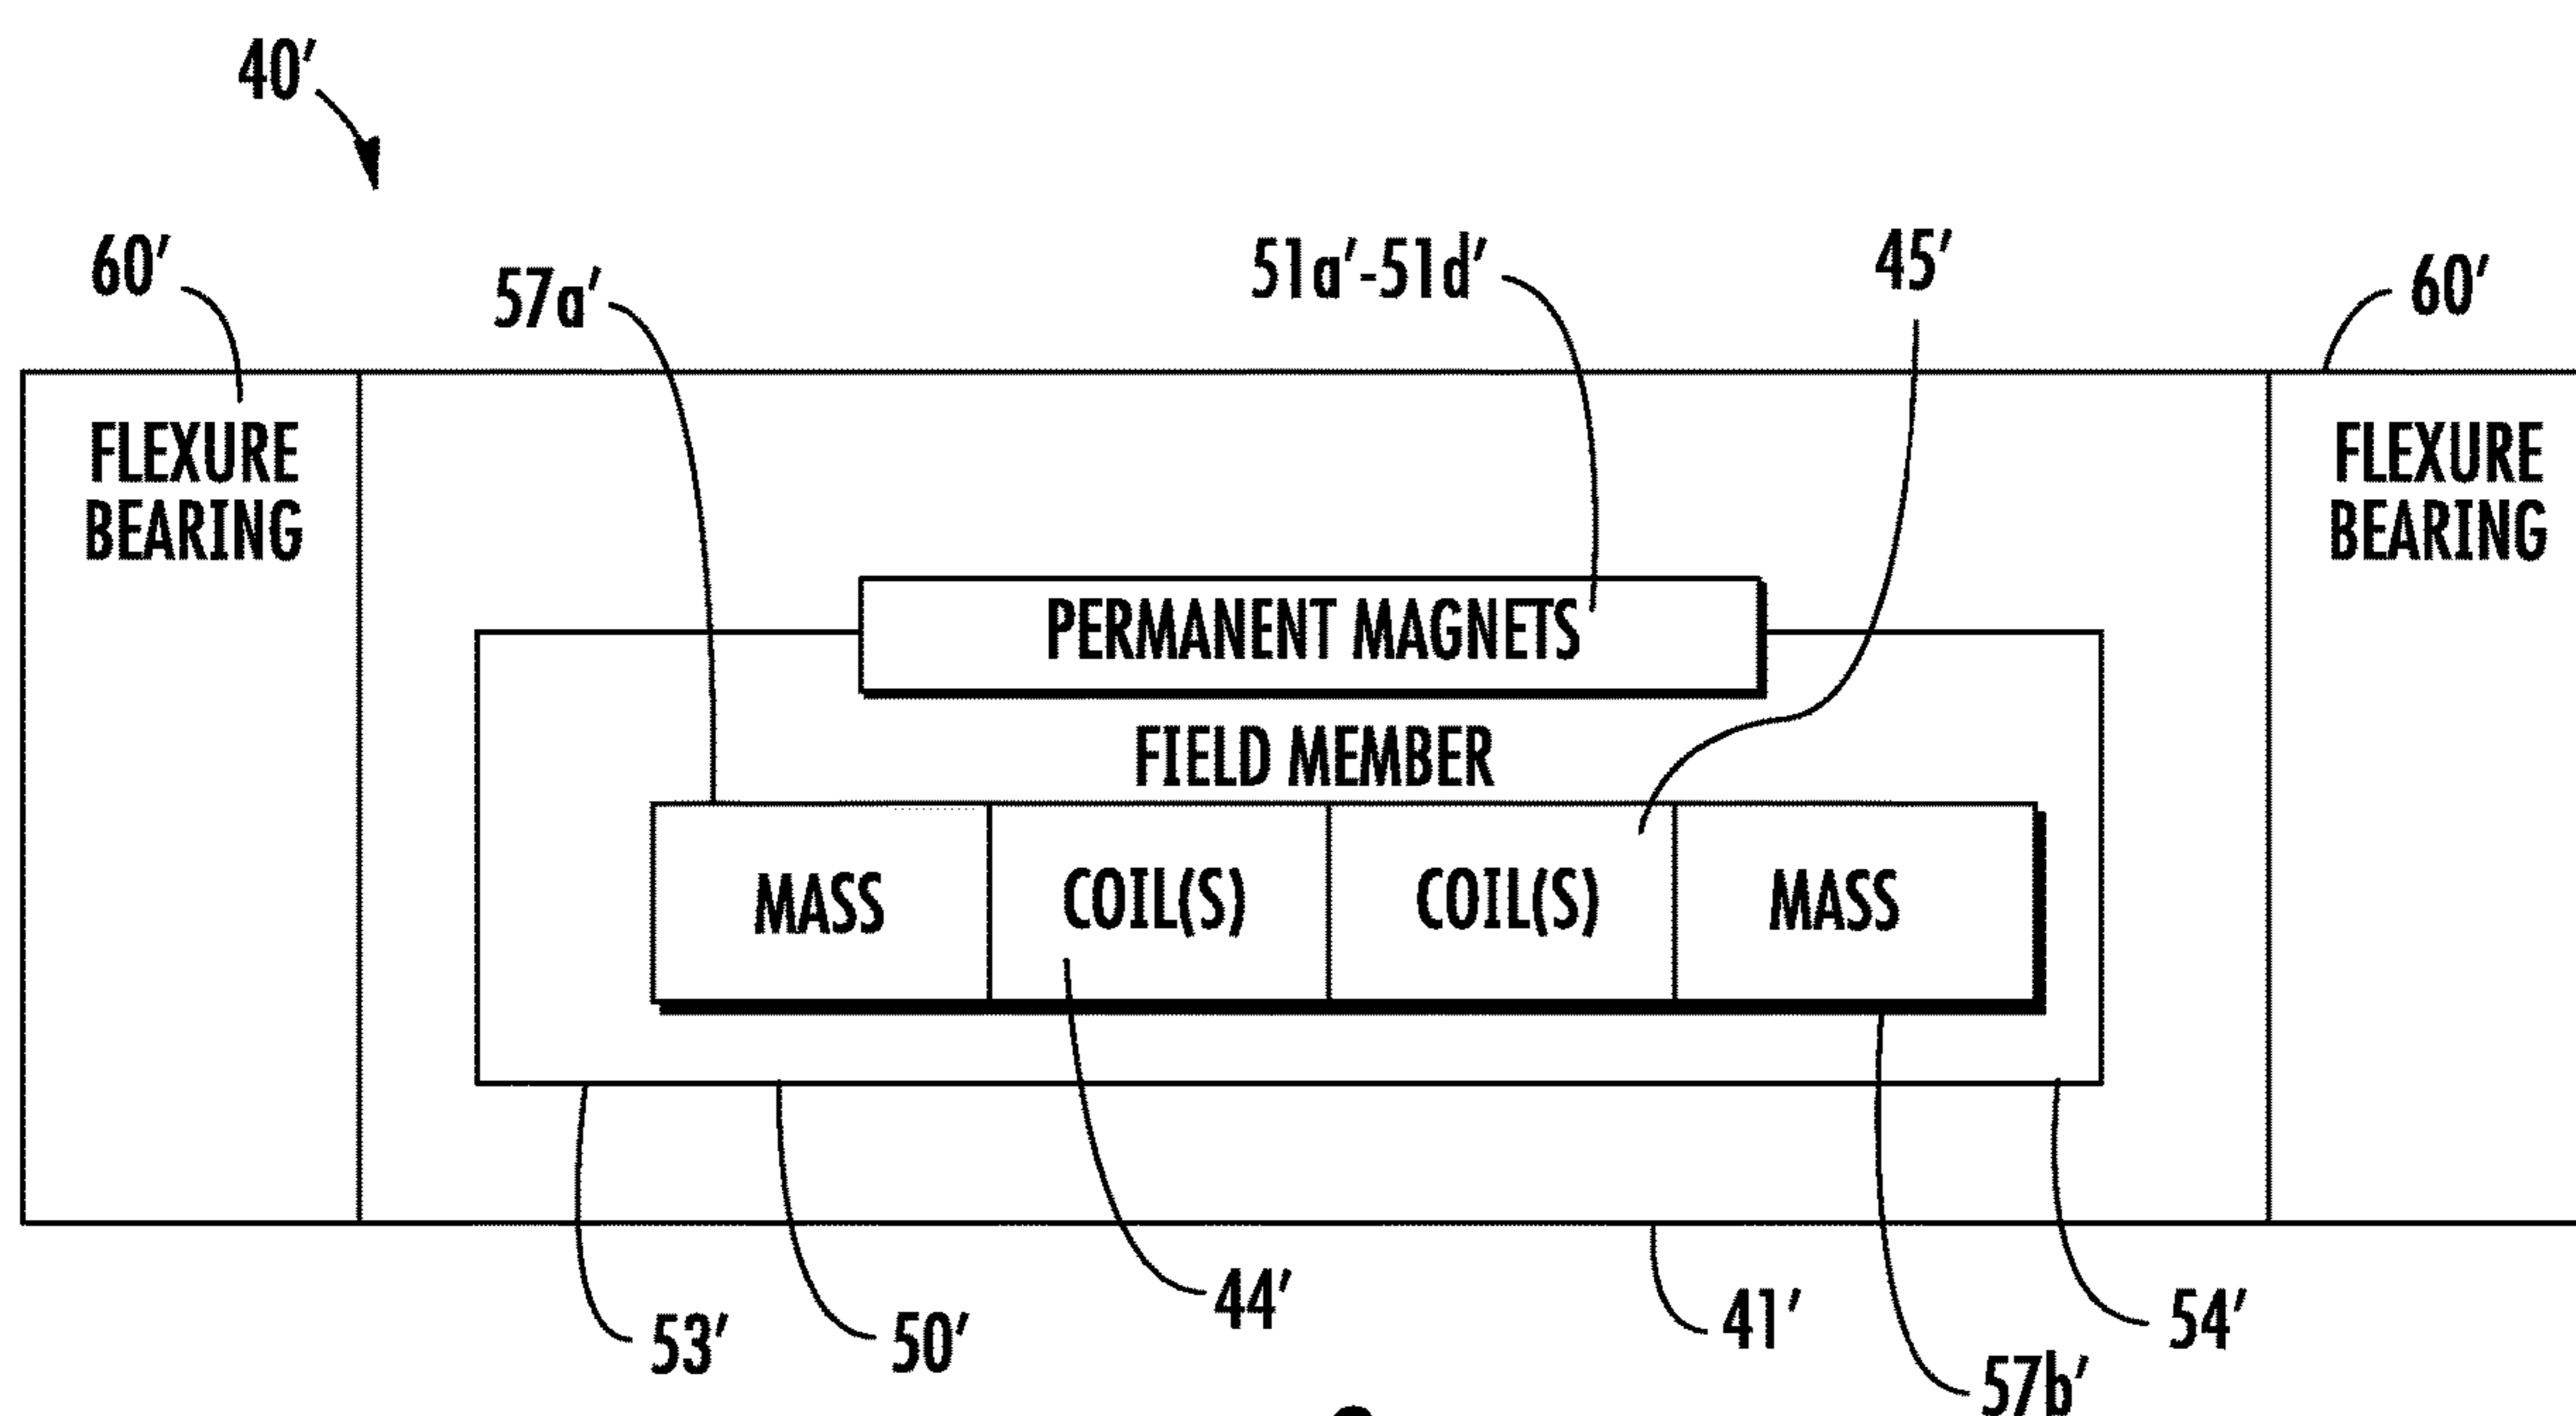 40′
60′
57a′
51a′-51d′
45′
60′
FLEXURE
BEARING
FLEXURE
BEARING
PERMANENT MAGNETS
FIELD MEMBER
MASS
COIL(S)
COIL(S)
MASS
53′
50′
44′
41′
57b′
54′